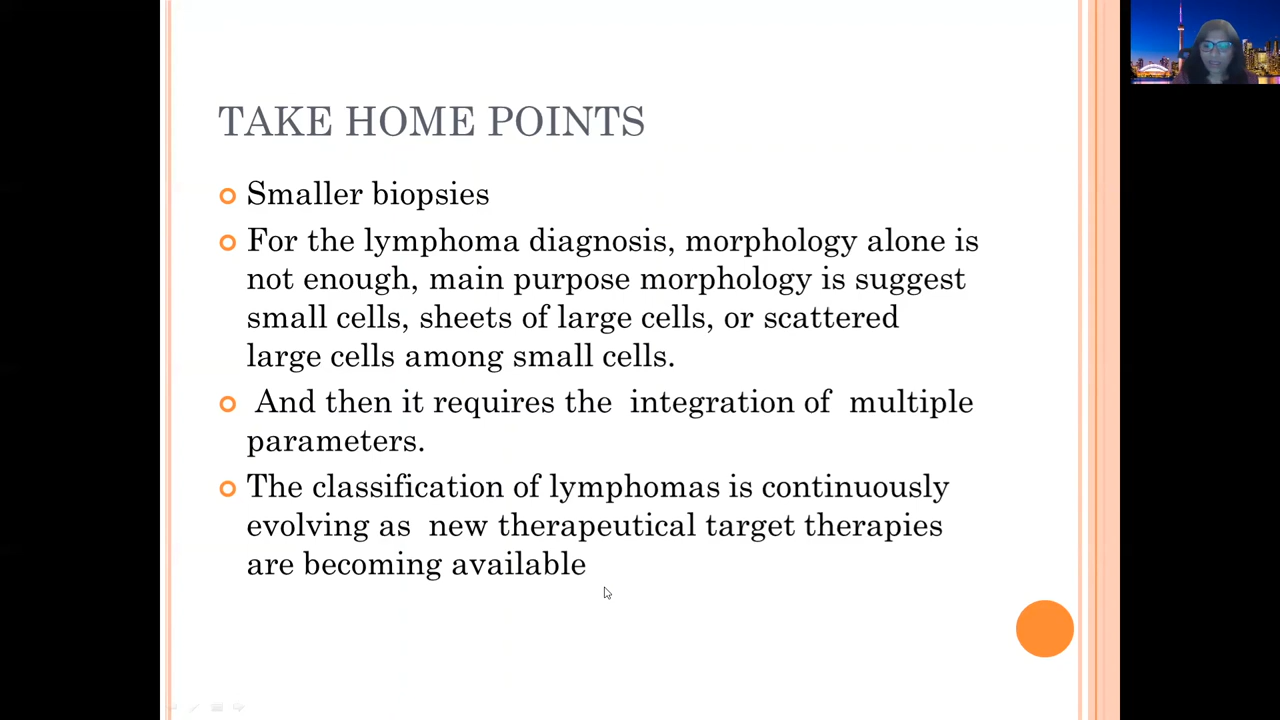 TAKE HOME POINTS
Smaller biopsies
For the lymphoma diagnosis, morphology alone is
not enough, main purpose morphology is suggest
small cells, sheets of large cells, or scattered
large cells among small cells.
And then it requires the integration of multiple
parameters.
The classification of lymphomas is continuously
evolving as new therapeutical target therapies
are becoming available